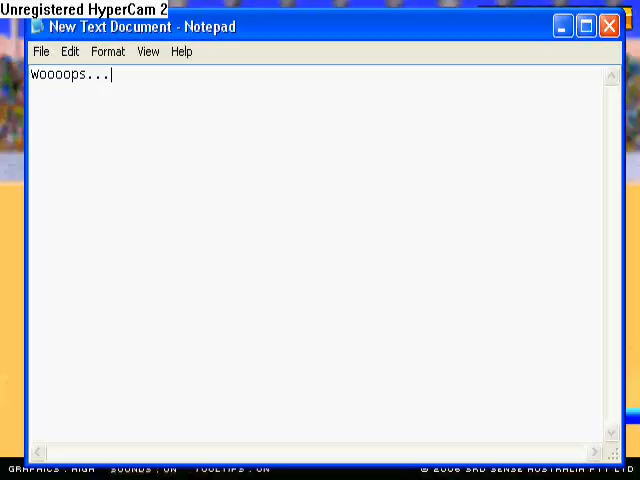 Unregistered HyperCam 2
New Text Document - Notepad
File Edit Format View Help
Woooops...
GRAPHICS : HIGH SOUNDS : ON TOOLTIPS : ON © 2006 3RD SENSE AUSTRALIA PTY LTD